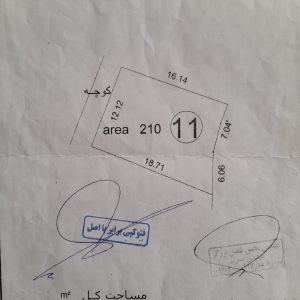 16.14
کوچه
12.12
area 210
11
7.04
18.71
6.06
فتوکپی برابر با اصل
مساحت کل m²